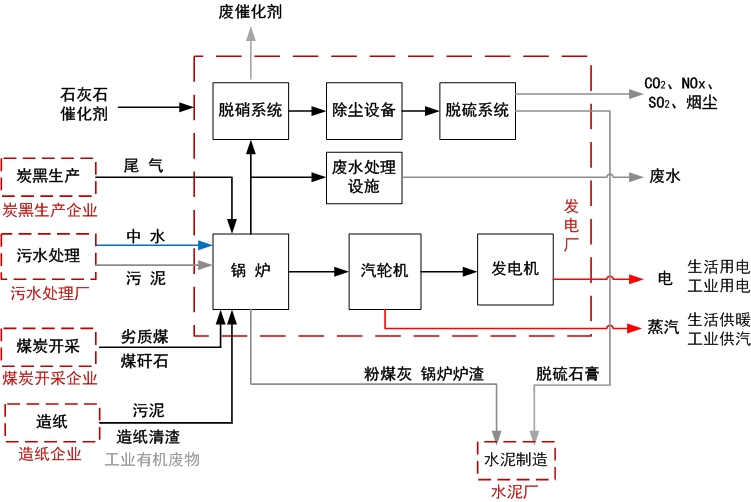 废催化剂
石灰石
催化剂
脱硝系统
除尘设备
脱硫系统
CO2、NOx、
SO2、烟尘
尾 气
炭黑生产
炭黑生产企业
废水处理
设施
废水
发
电
厂
中 水
污水处理
污 泥
污水处理厂
锅 炉
汽轮机
发电机
电
生活用电
工业用电
蒸汽
生活供暖
工业供汽
劣质煤
煤炭开采
煤矸石
煤炭开采企业
粉煤灰 锅炉炉渣
脱硫石膏
污泥
造纸
造纸清渣
造纸企业
工业有机废物
水泥制造
水泥厂